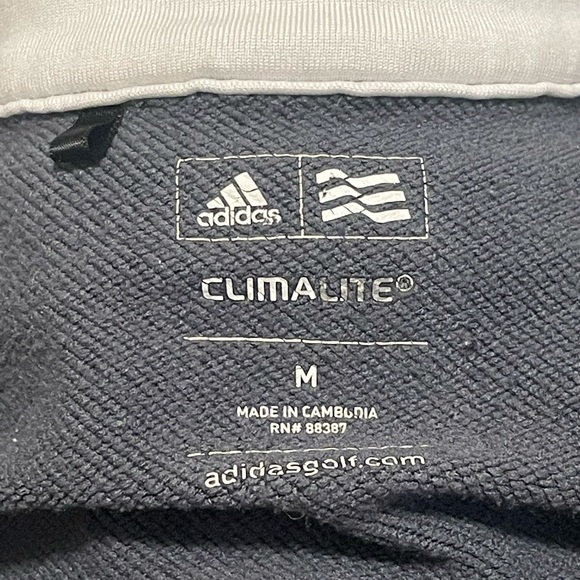 adidas
CLIMALITE®
M
MADE IN CAMBODIA
RN# 88387
adidasgolf.com